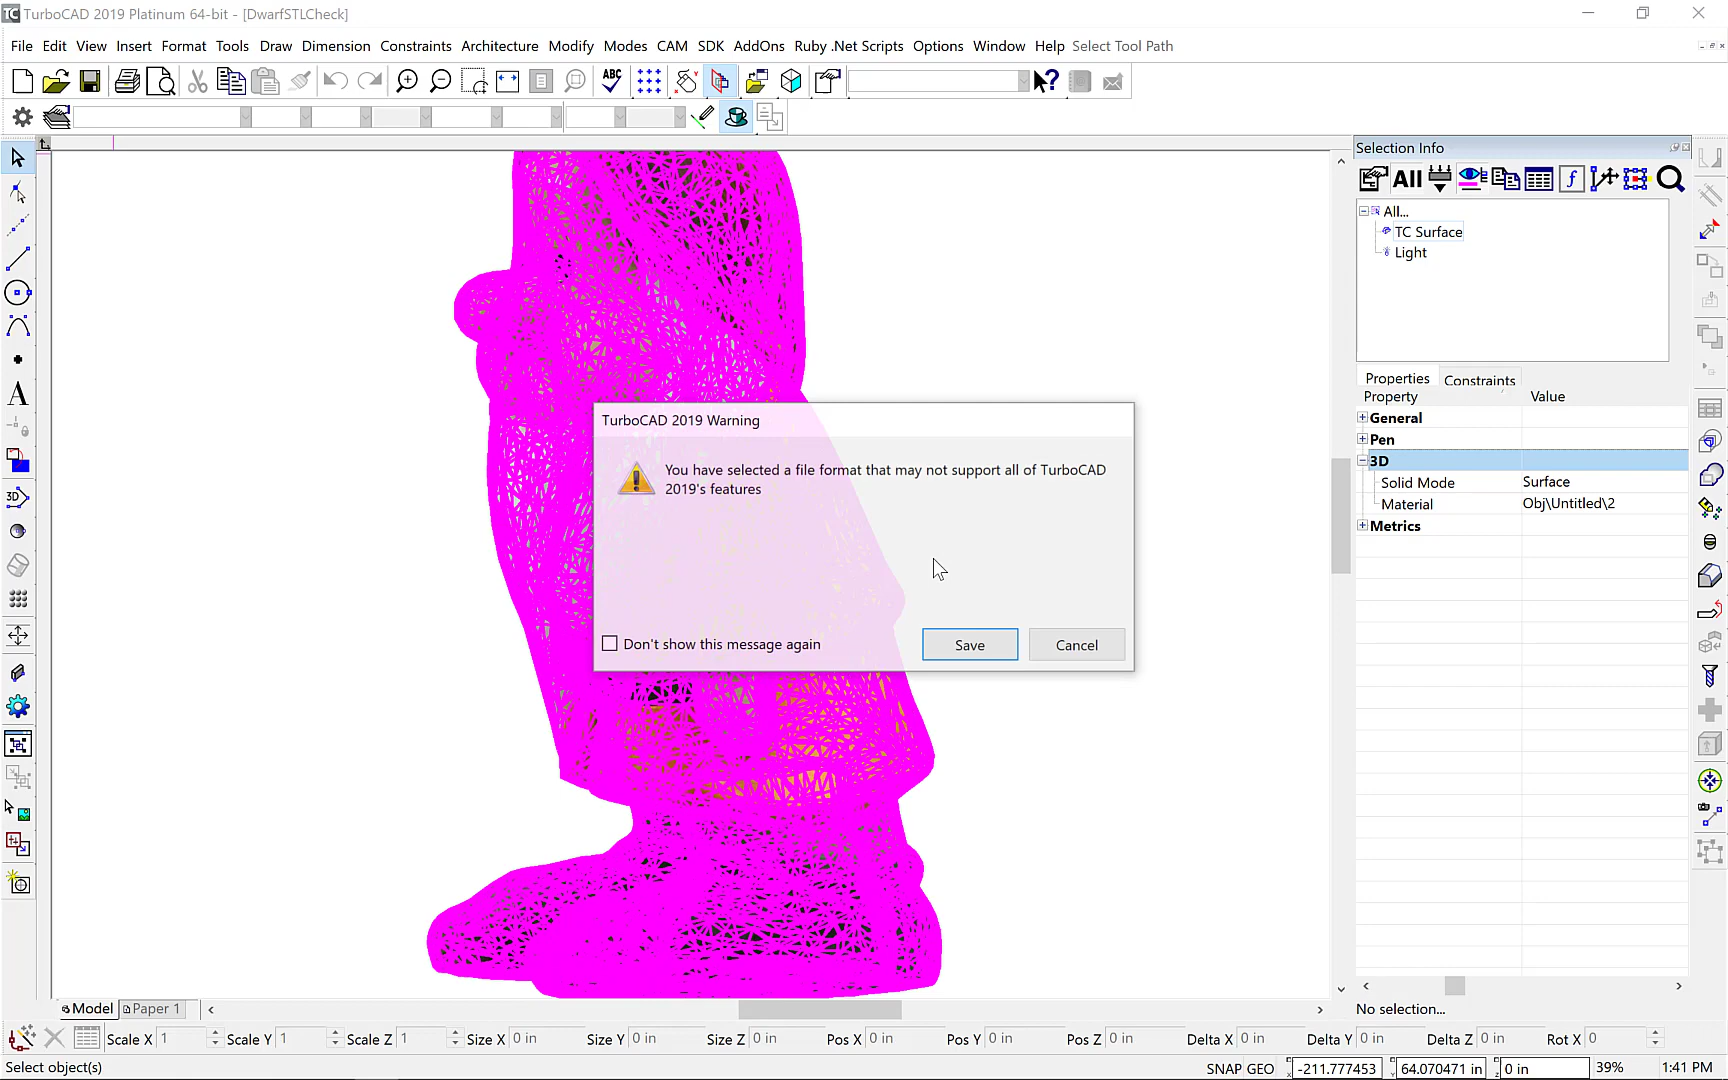 TC TurboCAD 2019 Platinum 64-bit - [DwarfSTLCheck]
File Edit View Insert Format Tools Draw Dimension Constraints Architecture Modify Modes CAM SDK AddOns Ruby .Net Scripts Options Window Help Select Tool Path
ABC
Selection Info
All
f
All...
TC Surface
Light
Properties Constraints
Property Value
General
Pen
3D
Solid Mode Surface
Material Obj\Untitled\2
Metrics
A
3D
TurboCAD 2019 Warning
You have selected a file format that may not support all of TurboCAD
2019's features
Don't show this message again Save Cancel
No selection...
Model Paper 1
Scale X 1 Scale Y 1 Scale Z 1 Size X 0 in Size Y 0 in Size Z 0 in Pos X 0 in Pos Y 0 in Pos Z 0 in Delta X 0 in Delta Y 0 in Delta Z 0 in Rot X 0
Select object(s) SNAP GEO -211.777453 64.070471 in 0 in 39% 1:41 PM